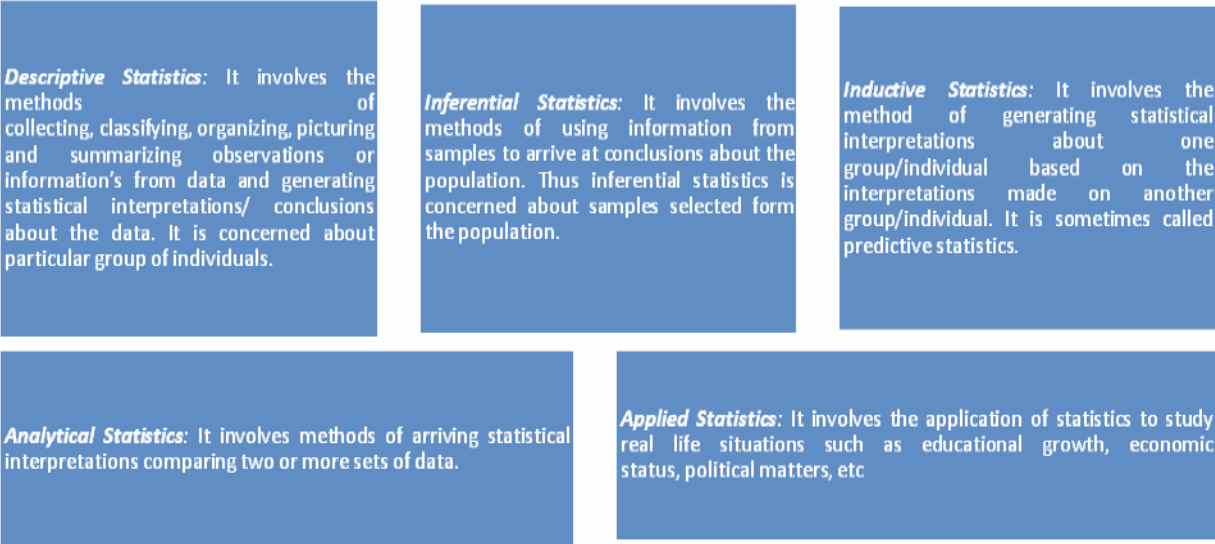 Descriptive Statistics: It involves the
methods of
collecting, classifying, organizing, picturing
and summarizing observations or
information's from data and generating
statistical interpretations/ conclusions
about the data. It is concerned about
particular group of individuals.
Inferential Statistics: It involves the
methods of using information from
samples to arrive at conclusions about the
population. Thus inferential statistics is
concerned about samples selected form
the population.
Inductive Statistics: It involves the
method of generating statistical
interpretations about one
group/individual based on the
interpretations made on another
group/individual. It is sometimes called
predictive statistics.
Analytical Statistics: It involves methods of arriving statistical
interpretations comparing two or more sets of data.
Applied Statistics: It involves the application of statistics to study
real life situations such as educational growth, economic
status, political matters, etc